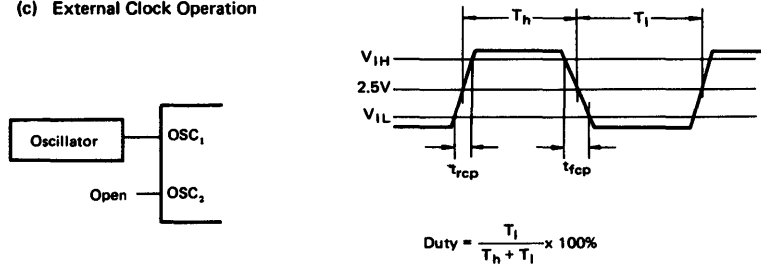 (c) External Clock Operation
Th Tl
VIH
2.5V
VIL
Oscillator OSC1
trcp tfcp
Open OSC2
Duty = Tl / Th + Tl x 100%